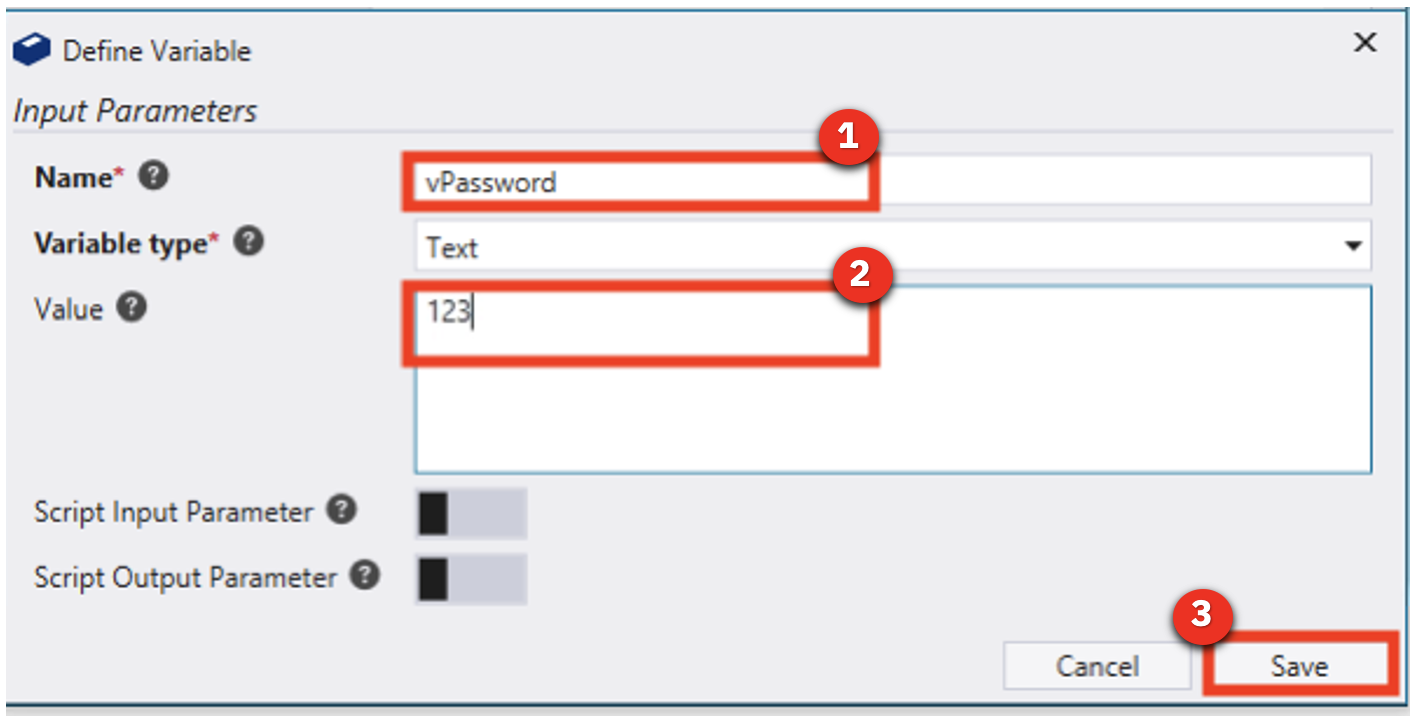 Define Variable
Input Parameters
1
Name* ? vPassword
Variable type* ? Text
2
Value ? 123
Script Input Parameter ?
Script Output Parameter ?
3
Cancel Save